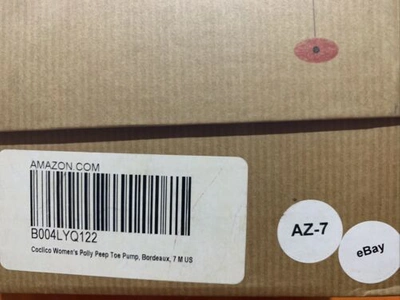 AMAZON.COM
B004LYQ122
Coclico Women's Polly Peep Toe Pump, Bordeaux, 7 M US
AZ-7
eBay